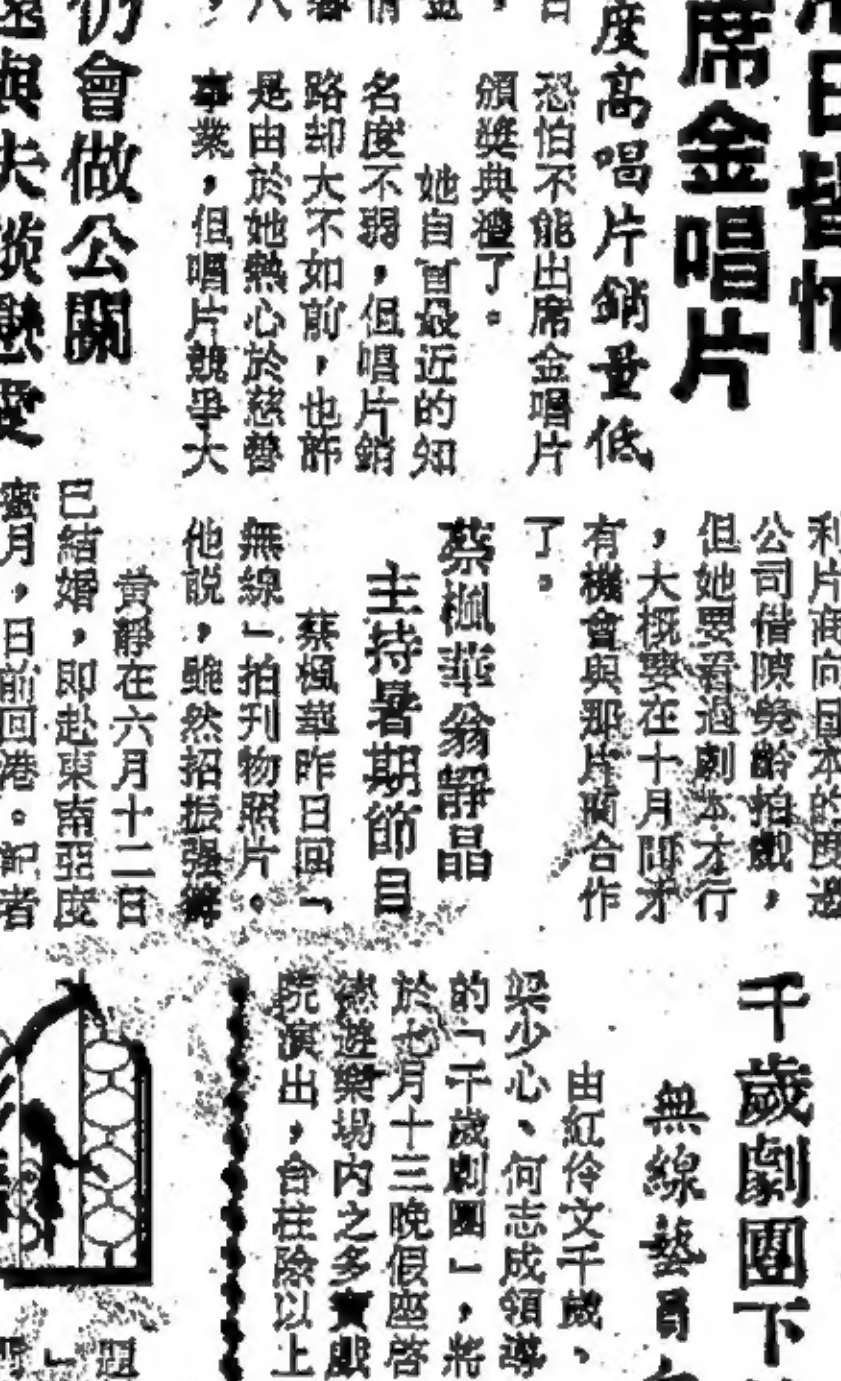 席金唱片
度高唱片銷量低
恐怕不能出席金唱片
頒獎典禮了。
她自言最近的知
名度不弱，但唱片銷
路却大不如前，也許
是由於她熱心於慈善
事業，但唱片競爭大
仍會做公關
公司借陳美齡拍戲，
但她要看過劇本才行
，大概要在十月間才
有機會與那片商合作
了。
蔡楓華翁靜晶
主持暑期節目
蔡楓華昨日回「
無線」拍刊物照片。
他說，雖然招振强
黃靜在六月十二日
已結婚，即赴東南亞度
蜜月，日前回港。記者
千歲劇團下
無線藝員
由紅伶文千歲、
梁少心、何志成領導
的「千歲劇團」，將
於七月十三晚假座啓
德遊樂場內之多寶戲
院演出，台柱除以上